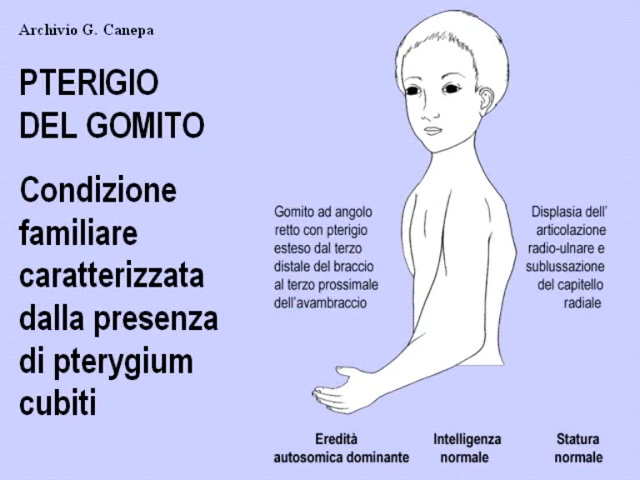 Archivio G. Canepa
PTERIGIO
DEL GOMITO
Condizione
familiare
caratterizzata
dalla presenza
di pterygium
cubiti
Gomito ad angolo
retto con pterigio
esteso dal terzo
distale del braccio
al terzo prossimale
dell'avambraccio
Displasia dell'
articolazione
radio-ulnare e
sublussazione
del capitello
radiale
Eredità
autosomica dominante
Intelligenza
normale
Statura
normale